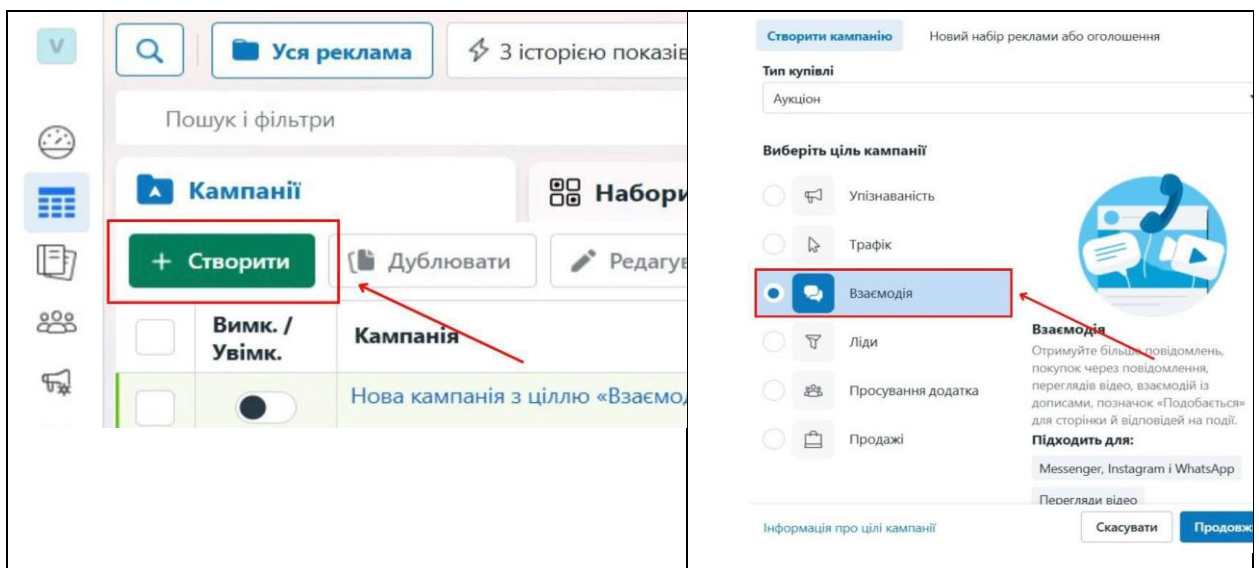 V
Уся реклама
З історією показів
Пошук і фільтри
Кампанії
Набори
+ Створити
Дублювати
Редагув
Вимк. /
Увімк.
Кампанія
Нова кампанія з ціллю «Взаємод
Створити кампанію
Новий набір реклами або оголошення
Тип купівлі
Аукціон
Виберіть ціль кампанії
Упізнаваність
Трафік
Взаємодія
Ліди
Просування додатка
Продажі
Взаємодія
Отримуйте більше повідомлень,
покупок через повідомлення,
переглядів відео, взаємодій із
дописами, позначок «Подобається»
для сторінки й відповідей на події.
Підходить для:
Messenger, Instagram і WhatsApp
Перегляди відео
Інформація про цілі кампанії
Скасувати
Продовж